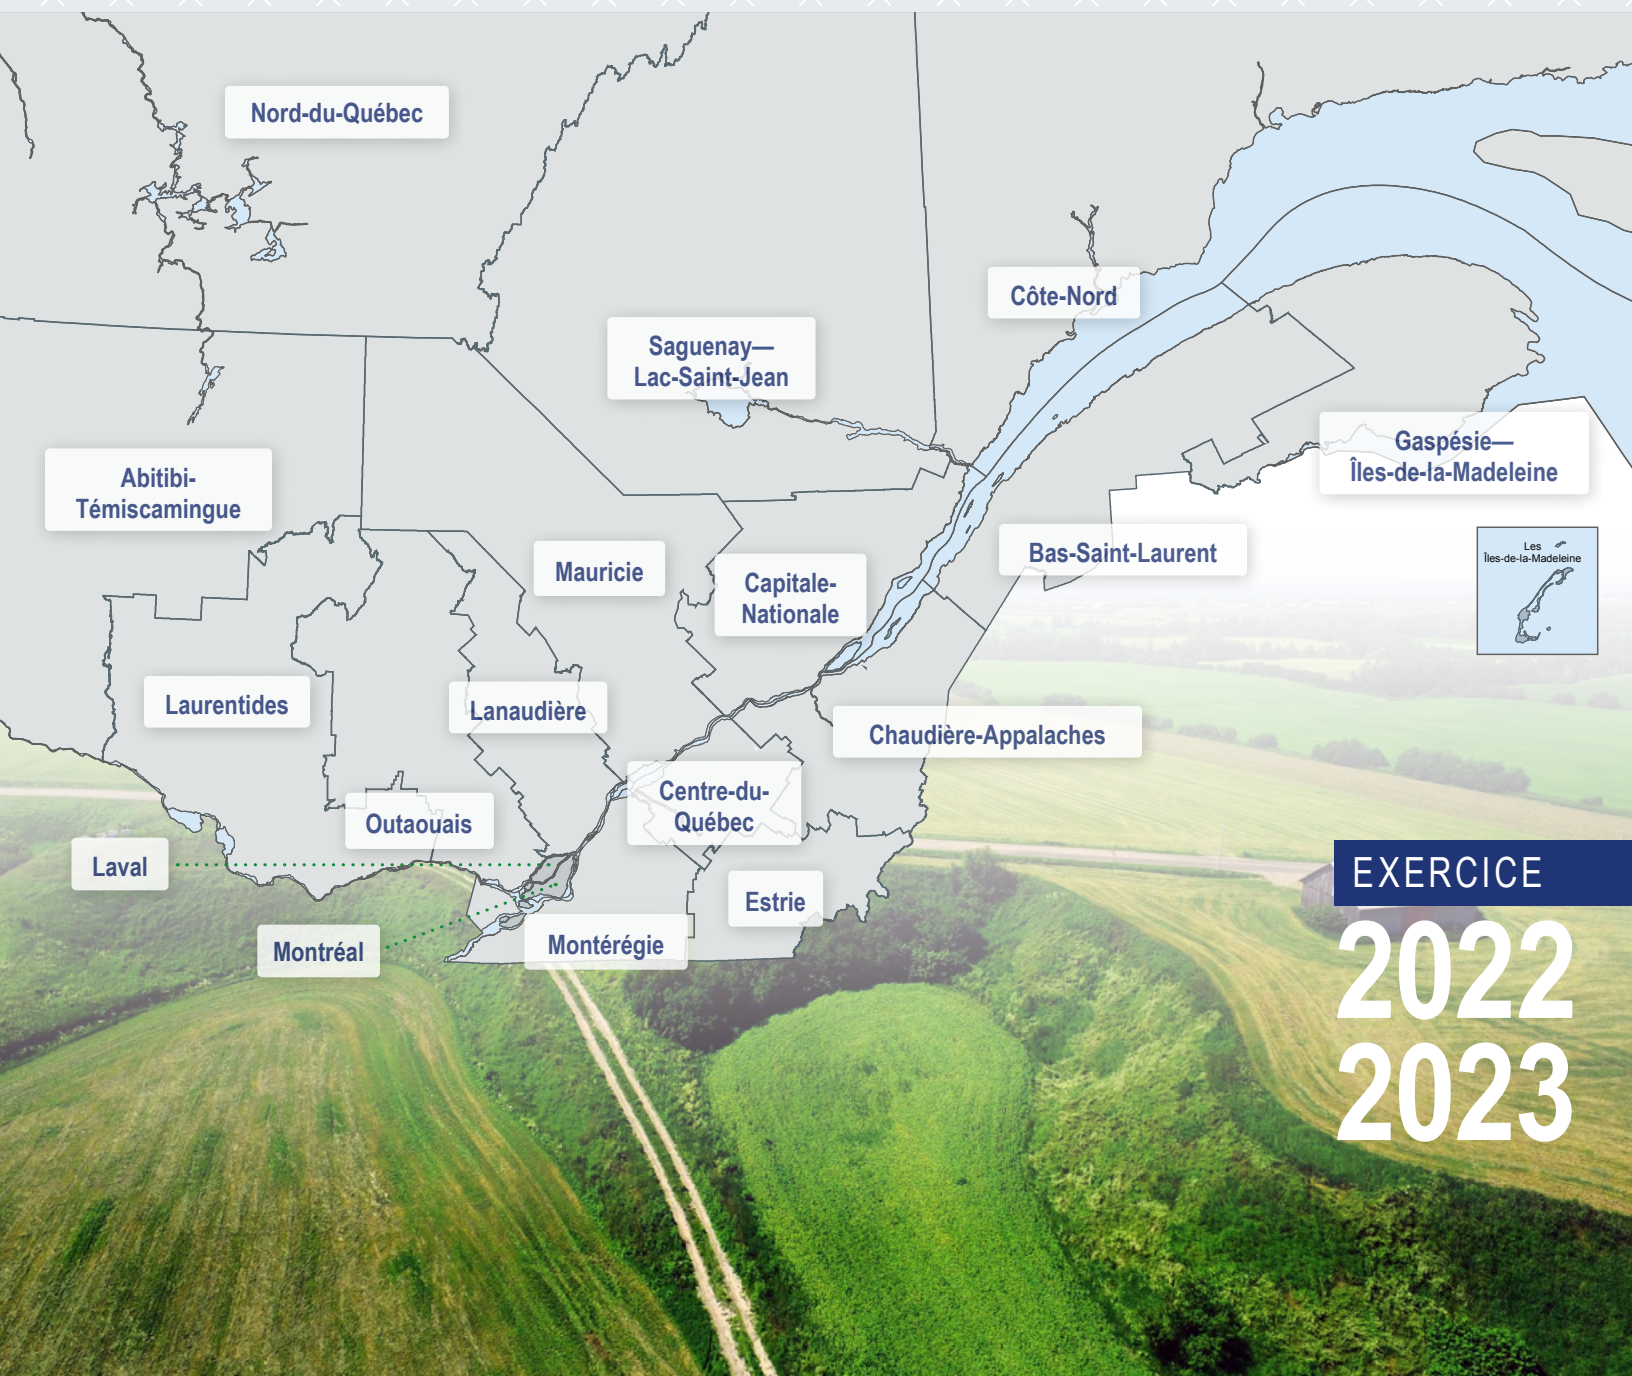 Nord-du-Québec
Côte-Nord
Saguenay—
Lac-Saint-Jean
Gaspésie—
Îles-de-la-Madeleine
Abitibi-
Témiscamingue
Bas-Saint-Laurent
Les
Îles-de-la-Madeleine
Mauricie
Capitale-
Nationale
Laurentides
Lanaudière
Chaudière-Appalaches
Centre-du-
Québec
Outaouais
Laval
Estrie
Montréal
Montérégie
EXERCICE
2022
2023